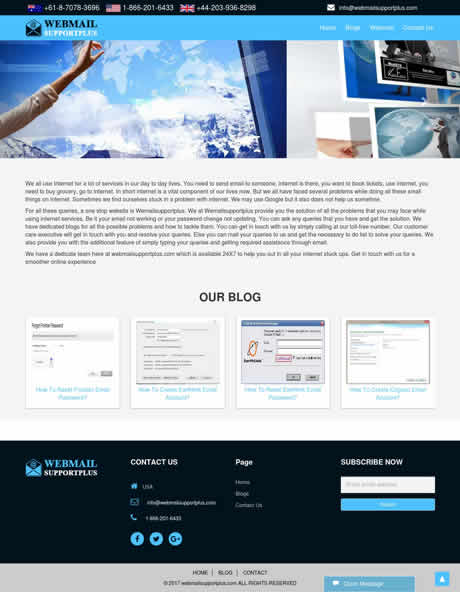 +61-8-7078-3696 1-866-201-6433 +44-203-936-8298 info@webmailsupportplus.com
WEBMAIL
SUPPORTPLUS
Home Blogs Webmail Contact Us
We all use Internet for a lot of services in our day to day lives. You need to send email to someone, internet is there, you want to book tickets, use internet, you
need to buy grocery, go to internet. In short internet is a vital component of our lives now. But we all have faced several problems while doing all these small
things on internet. Sometimes we find ourselves stuck in a problem with internet. We may use Google but it also does not help us sometime.
For all these queries, a one stop website is Wemailsupportplus. We at Wemailsupportplus provide you the solution of all the problems that you may face while
using internet services. Be it your email not working or your password change not updating. You can ask any queries that you have and get the solution. We
have dedicated blogs for all the possible problems and how to tackle them. You can get in touch with us by simply calling at our toll-free number. Our customer
care executive will get in touch with you and resolve your queries. Else you can mail your queries to us and get the necessary to do list to solve your queries. We
also provide you with the additional feature of simply typing your queries and getting required assistance through email.
We have a dedicate team here at webmailsupportplus.com which is available 24X7 to help you out in all your internet stuck ups. Get in touch with us for a
smoother online experience
OUR BLOG
How To Reset Protonn Email
Password?
How To Create Earthlink Email
Account?
How To Reset Earthlink Email
Password?
How To Create Cogeco Email
Account?
WEBMAIL
SUPPORTPLUS
CONTACT US
USA
info@webmailsupportplus.com
1-866-201-6433
Page
Home
Blogs
Contact Us
SUBSCRIBE NOW
Enter email address
HOME | BLOG | CONTACT
© 2017 webmailsupportplus.com ALL RIGHTS RESERVED
Message